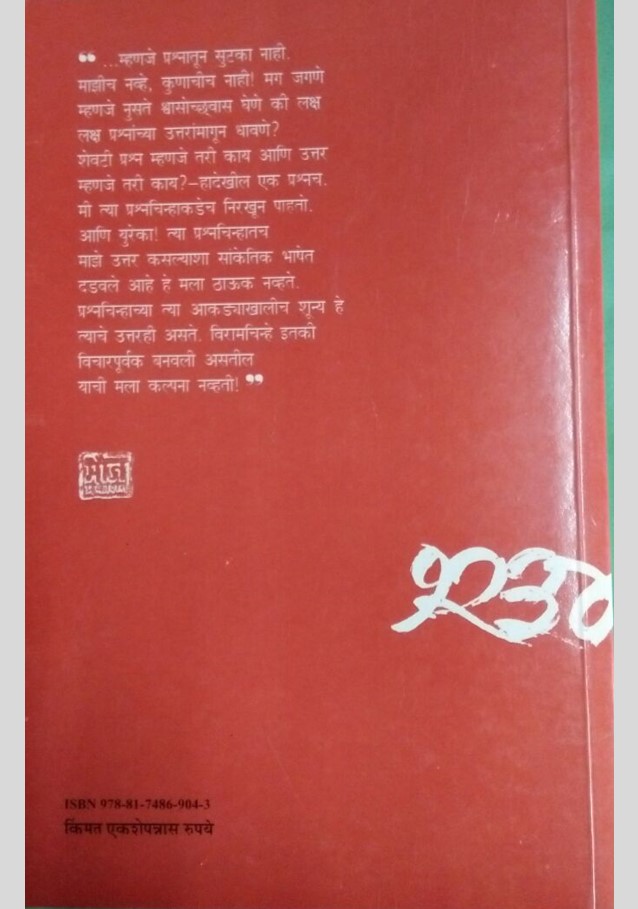 ❝ ...म्हणजे प्रश्नातून सुटका नाही.
माझीच नव्हे, कुणाचीच नाही! मग जगणे
म्हणजे नुसते श्वासोच्छ्वास घेणे की लक्ष
लक्ष प्रश्नांच्या उत्तरांमागून धावणे?
शेवटी प्रश्न म्हणजे तरी काय आणि उत्तर
म्हणजे तरी काय?–हादेखील एक प्रश्नच.
मी त्या प्रश्नचिन्हाकडेच निरखून पाहतो.
आणि युरेका! त्या प्रश्नचिन्हातच
माझे उत्तर कसल्याशा सांकेतिक भाषेत
दडवले आहे हे मला ठाऊक नव्हते.
प्रश्नचिन्हाच्या त्या आकड्याखालीच शून्य हे
त्याचे उत्तरही असते. विरामचिन्हे इतकी
विचारपूर्वक बनवली असतील
याची मला कल्पना नव्हती! ❞
मौज
ISBN 978-81-7486-904-3
किंमत एकशेपन्नास रुपये